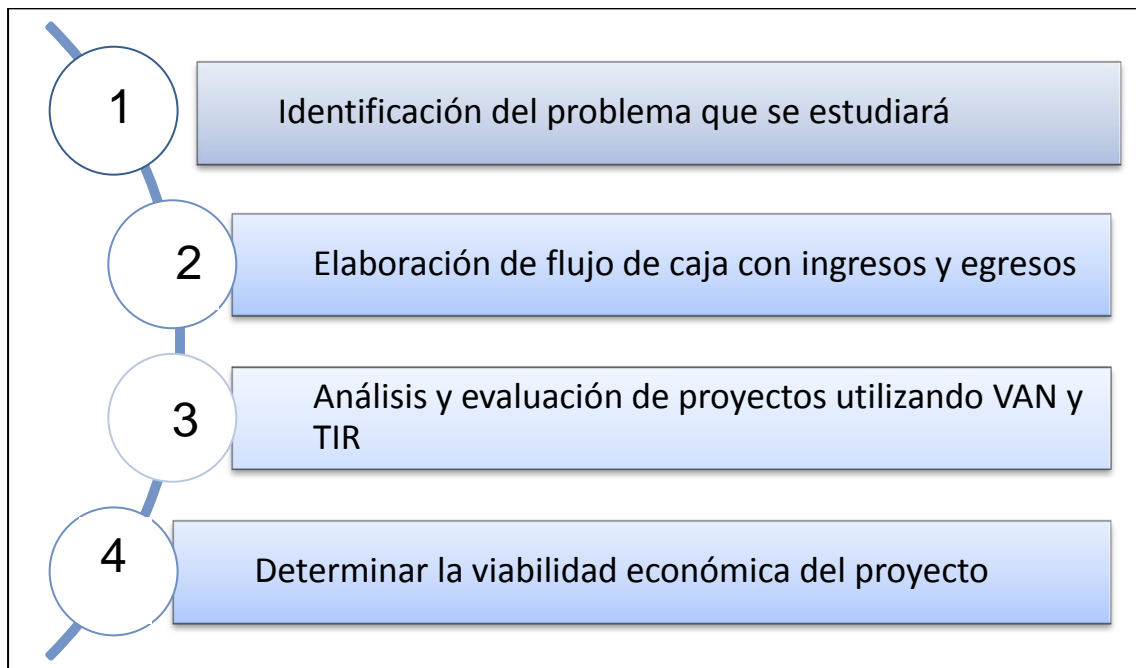 1
Identificación del problema que se estudiará
2
Elaboración de flujo de caja con ingresos y egresos
3
Análisis y evaluación de proyectos utilizando VAN y
TIR
4
Determinar la viabilidad económica del proyecto